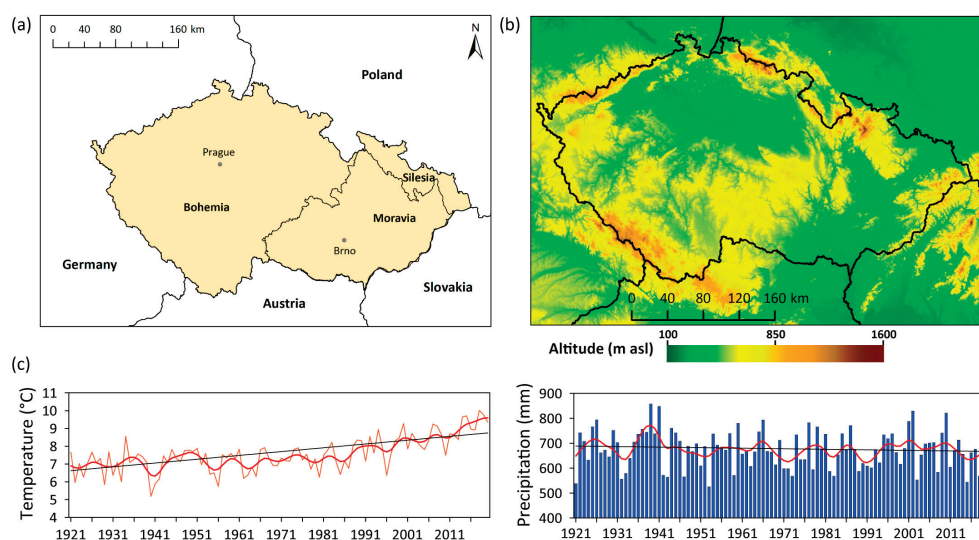 (a)
0 40 80 160 km
N
Poland
Prague
Silesia
Bohemia
Moravia
Brno
Germany
Slovakia
Austria
(b)
0 40 80 120 160 km
100 850 1600
Altitude (m asl)
(c)
Temperature (°C)
11
10
9
8
7
6
5
4
1921 1931 1941 1951 1961 1971 1981 1991 2001 2011
Precipitation (mm)
900
800
700
600
500
400
1921 1931 1941 1951 1961 1971 1981 1991 2001 2011